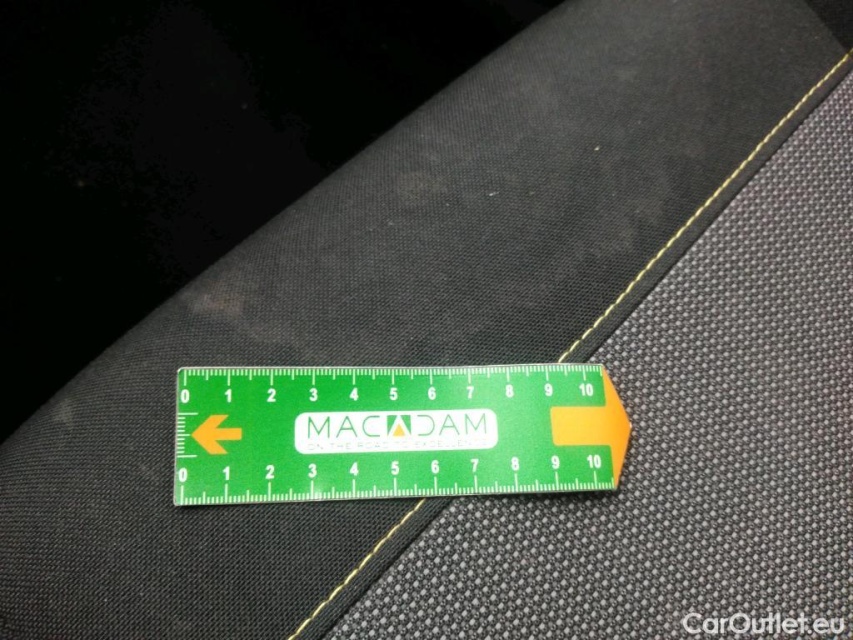 0 1 2 3 4 5 6 7 8 9 10
MACADAM
ON THE ROAD TO EXCELLENCE
0 1 2 3 4 5 6 7 8 9 10
CarOutlet.eu